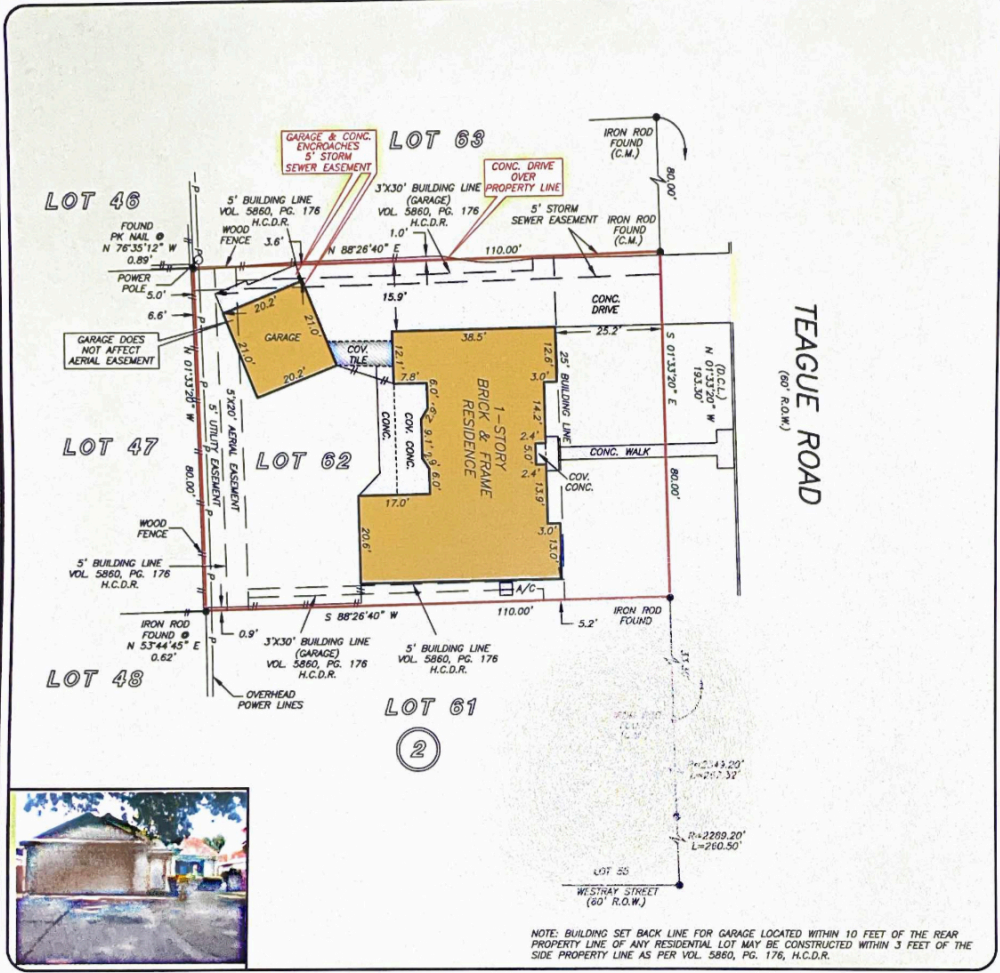 LOT 63
GARAGE & CONC.
ENCROACHES
5' STORM
SEWER EASEMENT
IRON ROD
FOUND
(C.M.)
80.00'
CONC. DRIVE
OVER
PROPERTY LINE
LOT 46
5' BUILDING LINE
VOL. 5860, PG. 176
H.C.D.R.
3'X30' BUILDING LINE
(GARAGE)
VOL. 5860, PG. 176
H.C.D.R.
5' STORM
SEWER EASEMENT
IRON ROD
FOUND
(C.M.)
FOUND
PK NAIL @
N 76°35'12" W
0.89'
WOOD
FENCE
3.6'
1.0'
N 88°26'40" E
110.00'
P
POWER
POLE
5.0'
6.6'
15.9'
CONC.
DRIVE
25.2'
20.2'
21.0'
GARAGE
21.0'
20.2'
GARAGE DOES
NOT AFFECT
AERIAL EASEMENT
COV.
TILE
12.1'
7.8'
38.5'
12.6'
3.0'
25' BUILDING LINE
S 01°33'20" E
80.00'
N 01°33'20" W
193.30'
(D.C.L.)
TEAGUE ROAD
(60' R.O.W.)
N 01°33'20" W
80.00'
P
P
P
5' UTILITY EASEMENT
5'X20' AERIAL EASEMENT
LOT 47
LOT 62
CONC.
COV. CONC.
6.0'
9.1'
6.0'
17.0'
1-STORY
BRICK & FRAME
RESIDENCE
14.2'
2.4'
5.0'
2.4'
13.9'
3.0'
13.0'
CONC. WALK
COV.
CONC.
20.6'
WOOD
FENCE
5' BUILDING LINE
VOL. 5860, PG. 176
H.C.D.R.
A/C
S 88°26'40" W
110.00'
5.2'
IRON ROD
FOUND
IRON ROD
FOUND @
N 53°44'45" E
0.62'
0.9'
3'X30' BUILDING LINE
(GARAGE)
VOL. 5860, PG. 176
H.C.D.R.
5' BUILDING LINE
VOL. 5860, PG. 176
H.C.D.R.
LOT 48
OVERHEAD
POWER LINES
LOT 61
2
R=2289.20'
L=260.50'
WESTRAY STREET
(60' R.O.W.)
NOTE: BUILDING SET BACK LINE FOR GARAGE LOCATED WITHIN 10 FEET OF THE REAR
PROPERTY LINE OF ANY RESIDENTIAL LOT MAY BE CONSTRUCTED WITHIN 3 FEET OF THE
SIDE PROPERTY LINE AS PER VOL. 5860, PG. 176, H.C.D.R.